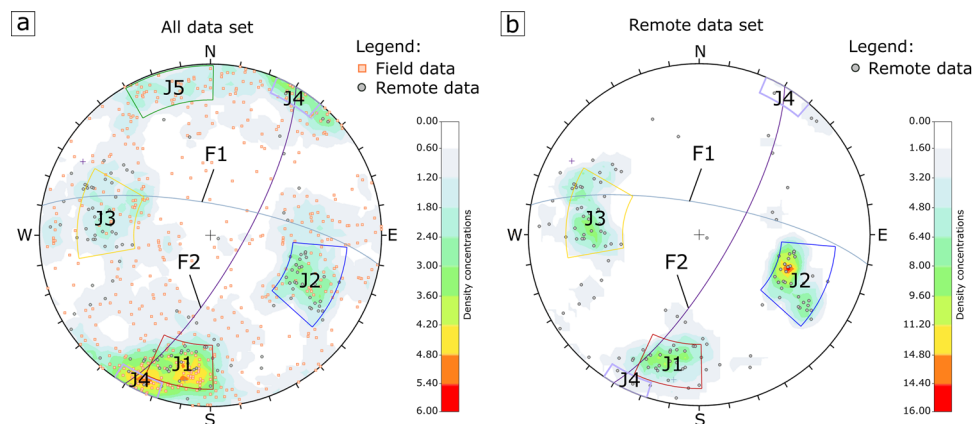 a
All data set
N
Legend:
Field data
Remote data
J5
J4
F1
J3
W
E
F2
J2
J1
J4
S
0.00
0.60
1.20
1.80
2.40
3.00
3.60
4.20
4.80
5.40
6.00
Density concentrations
b
Remote data set
N
Legend:
Remote data
J4
F1
J3
W
E
F2
J2
J1
J4
S
0.00
1.60
3.20
4.80
6.40
8.00
9.60
11.20
12.80
14.40
16.00
Density concentrations